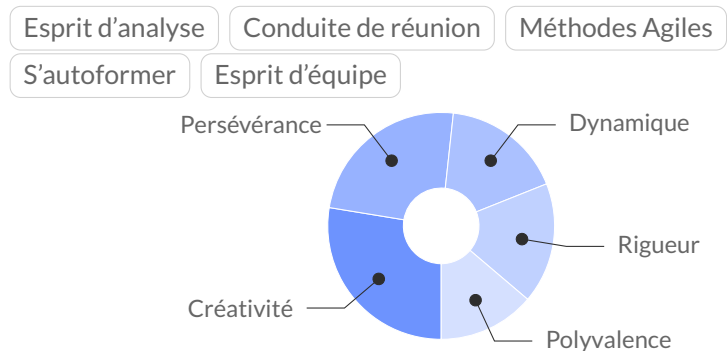 Esprit d’analyse Conduite de réunion Méthodes Agiles
S’autoformer Esprit d’équipe
Persévérance
Dynamique
Rigueur
Créativité
Polyvalence